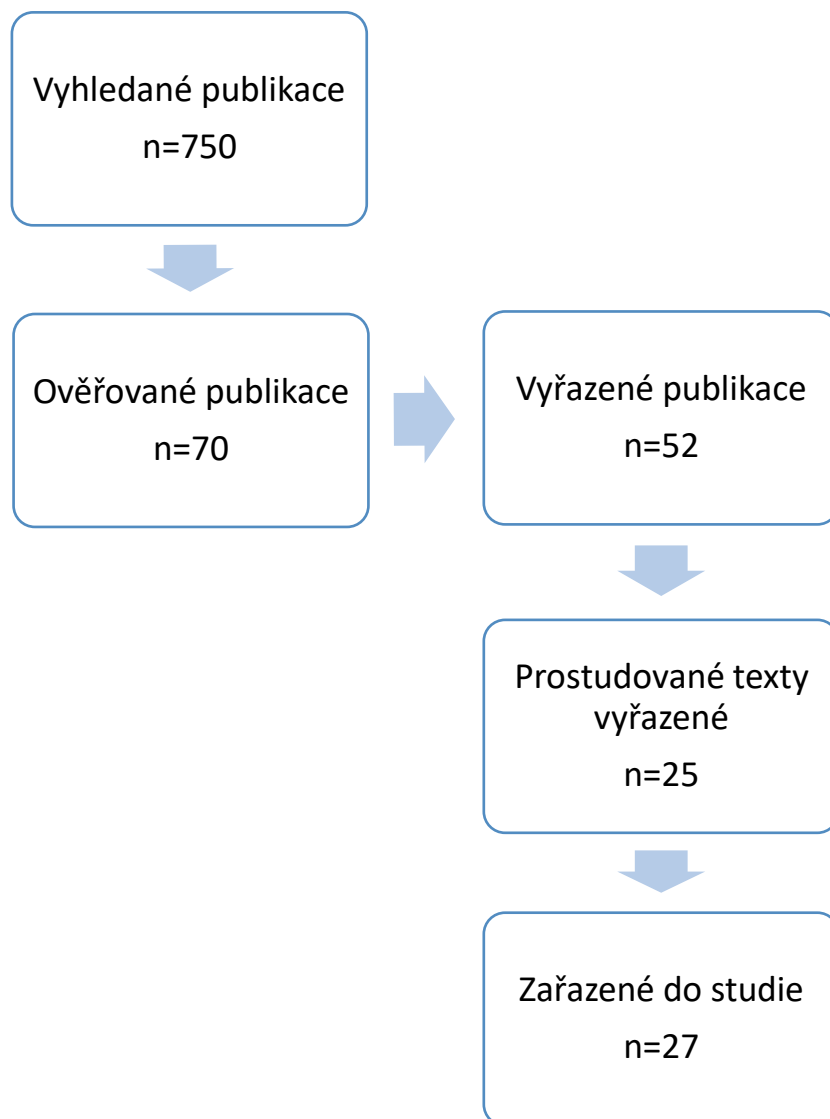 Vyhledané publikace
n=750
Ověřované publikace
n=70
Vyřazené publikace
n=52
Prostudované texty
vyřazené
n=25
Zařazené do studie
n=27